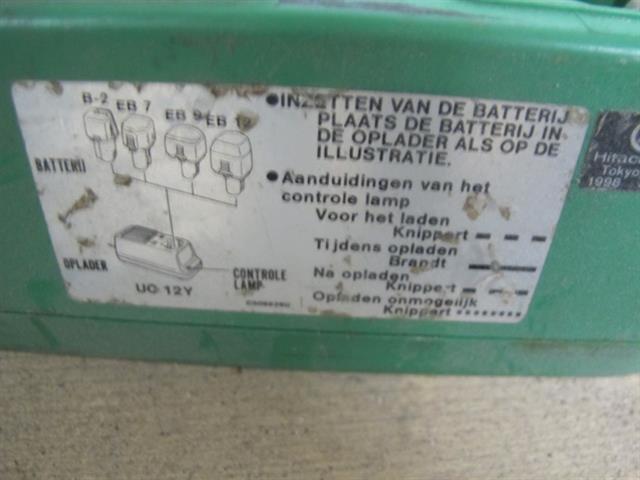 B-2 EB 7 EB 9 EB 12
BATTERIJ
OPLADER
UC 12Y
CONTROLE
LAMP
●INZETTEN VAN DE BATTERIJ
PLAATS DE BATTERIJ IN
DE OPLADER ALS OP DE
ILLUSTRATIE.
●Aanduidingen van het
controle lamp
Voor het laden
Knippert
Tijdens opladen
Brandt
Na opladen
Knippert
Opladen onmogelijk
Knippert
Hitac
Tokyo
1998